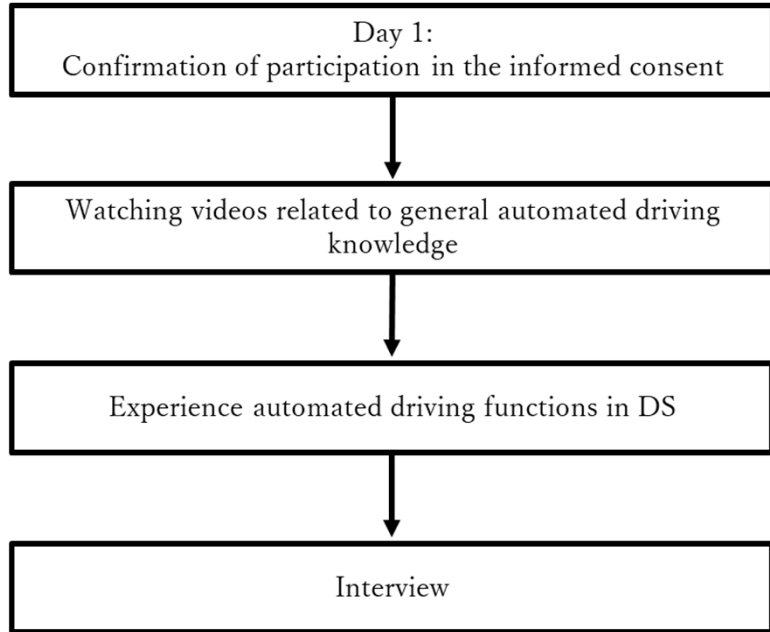 Day 1:
Confirmation of participation in the informed consent
Watching videos related to general automated driving
knowledge
Experience automated driving functions in DS
Interview